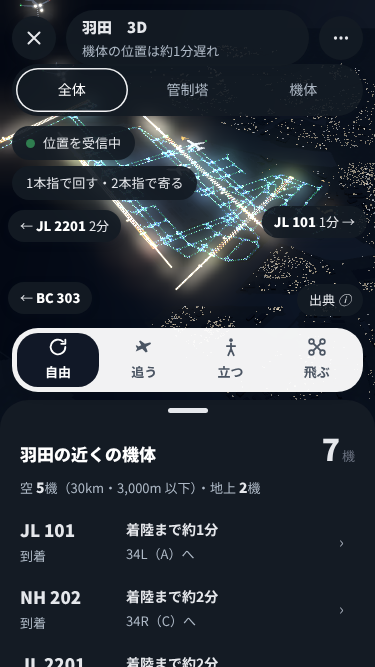 羽田 3D
機体の位置は約1分遅れ
全体 管制塔 機体
位置を受信中
1本指で回す・2本指で寄る
← JL 2201 2分
JL 101 1分 →
← BC 303
出典 ⓘ
自由 追う 立つ 飛ぶ
羽田の近くの機体
7機
空 5機（30km・3,000m 以下）・地上 2機
JL 101 着陸まで約1分
到着 34L（A）へ
NH 202 着陸まで約2分
到着 34R（C）へ
JL 2201 着陸まで約2分